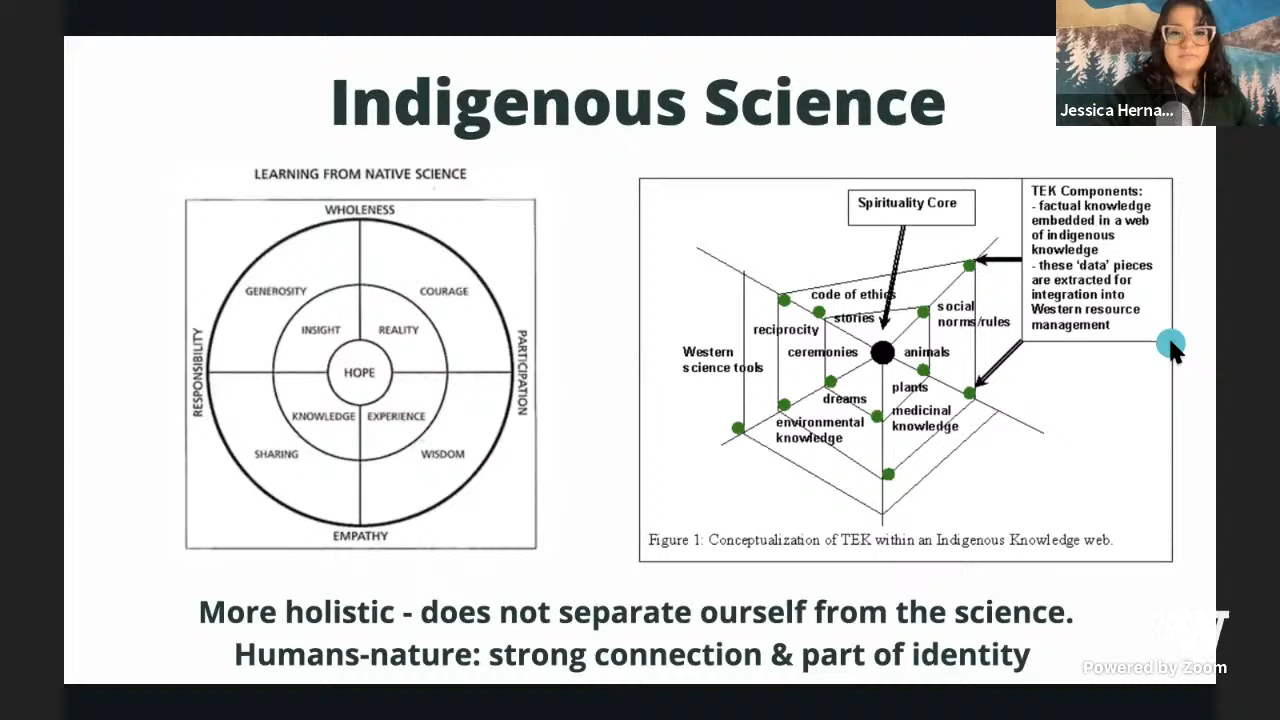 Indigenous Science
Jessica Herna...
LEARNING FROM NATIVE SCIENCE
WHOLENESS
GENEROSITY
COURAGE
INSIGHT
REALITY
RESPONSIBILITY
HOPE
PARTICIPATION
KNOWLEDGE
EXPERIENCE
SHARING
WISDOM
EMPATHY
Spirituality Core
TEK Components:
- factual knowledge
embedded in a web
of indigenous
knowledge
- these ‘data’ pieces
are extracted for
integration into
Western resource
management
code of ethics
stories
social
norms/rules
reciprocity
Western
science tools
ceremonies
animals
plants
dreams
medicinal
knowledge
environmental
knowledge
Figure 1: Conceptualization of TEK within an Indigenous Knowledge web.
More holistic - does not separate ourself from the science.
Humans-nature: strong connection & part of identity
Powered by Zoom